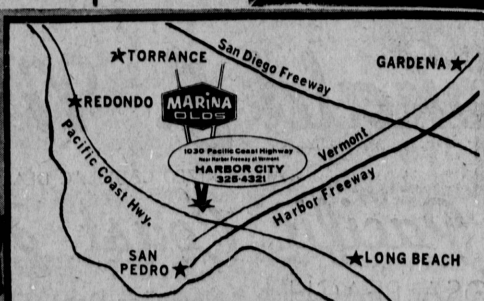 TORRANCE
San Diego Freeway
GARDENA
REDONDO
MARINA
OLDS
1030 Pacific Coast Highway
Near Harbor Freeway at Vermont
HARBOR CITY
325-4321
Pacific Coast Hwy.
Vermont
Harbor Freeway
SAN
PEDRO
LONG BEACH